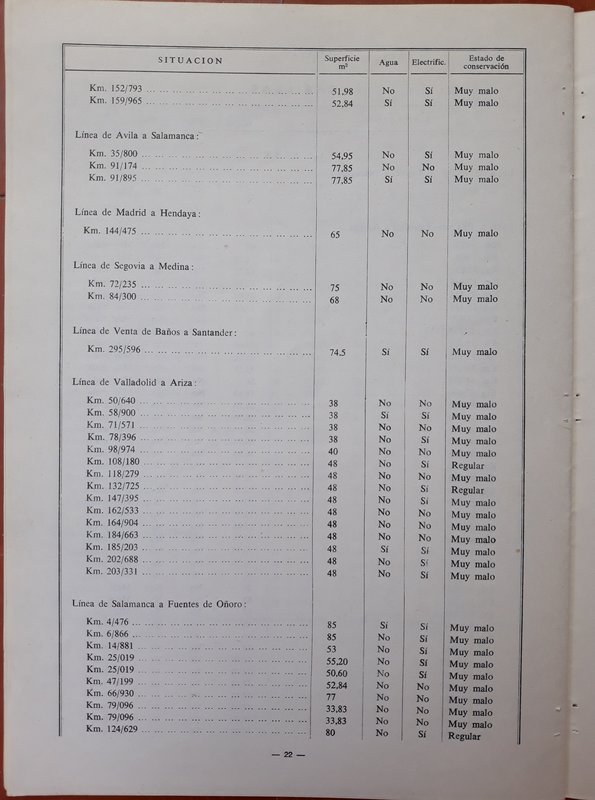 SITUACION Superficie m² Agua Electrific. Estado de conservación
Km. 152/793 ... 51,98 No Sí Muy malo
Km. 159/965 ... 52,84 Sí Sí Muy malo
Línea de Avila a Salamanca:
Km. 35/800 ... 54,95 No Sí Muy malo
Km. 91/174 ... 77,85 No No Muy malo
Km. 91/895 ... 77,85 Sí Sí Muy malo
Línea de Madrid a Hendaya:
Km. 144/475 ... 65 No No Muy malo
Línea de Segovia a Medina:
Km. 72/235 ... 75 No No Muy malo
Km. 84/300 ... 68 No No Muy malo
Línea de Venta de Baños a Santander:
Km. 295/596 ... 74.5 Sí Sí Muy malo
Línea de Valladolid a Ariza:
Km. 50/640 ... 38 No No Muy malo
Km. 58/900 ... 38 Sí Sí Muy malo
Km. 71/571 ... 38 No No Muy malo
Km. 78/396 ... 38 No Sí Muy malo
Km. 98/974 ... 40 No No Muy malo
Km. 108/180 ... 48 No Sí Regular
Km. 118/279 ... 48 No No Muy malo
Km. 132/725 ... 48 No Sí Regular
Km. 147/395 ... 48 No Sí Muy malo
Km. 162/533 ... 48 No No Muy malo
Km. 164/904 ... 48 No No Muy malo
Km. 184/663 ... 48 No No Muy malo
Km. 185/203 ... 48 Sí Sí Muy malo
Km. 202/688 ... 48 No Sí Muy malo
Km. 203/331 ... 48 No Sí Muy malo
Línea de Salamanca a Fuentes de Oñoro:
Km. 4/476 ... 85 Sí Sí Muy malo
Km. 6/866 ... 85 No Sí Muy malo
Km. 14/881 ... 53 No Sí Muy malo
Km. 25/019 ... 55,20 No Sí Muy malo
Km. 25/019 ... 50,60 No Sí Muy malo
Km. 47/199 ... 52,84 No No Muy malo
Km. 66/930 ... 77 No No Muy malo
Km. 79/096 ... 33,83 No No Muy malo
Km. 79/096 ... 33,83 No No Muy malo
Km. 124/629 ... 80 No Sí Regular
— 22 —